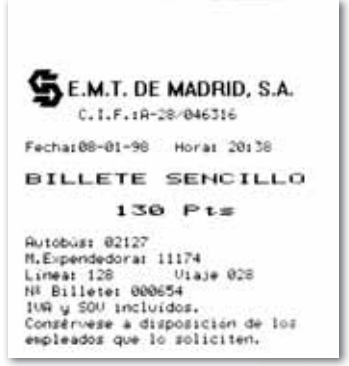 E.M.T. DE MADRID, S.A.
C.I.F.:A-28/046316
Fecha:08-01-98 Hora: 20:38
BILLETE SENCILLO
130 Pts
Autobús: 02127
M.Expendedora: 11174
Línea: 128 Viaje 028
Nº Billete: 000654
IVA y SOV incluídos.
Consérvese a disposición de los
empleados que lo soliciten.